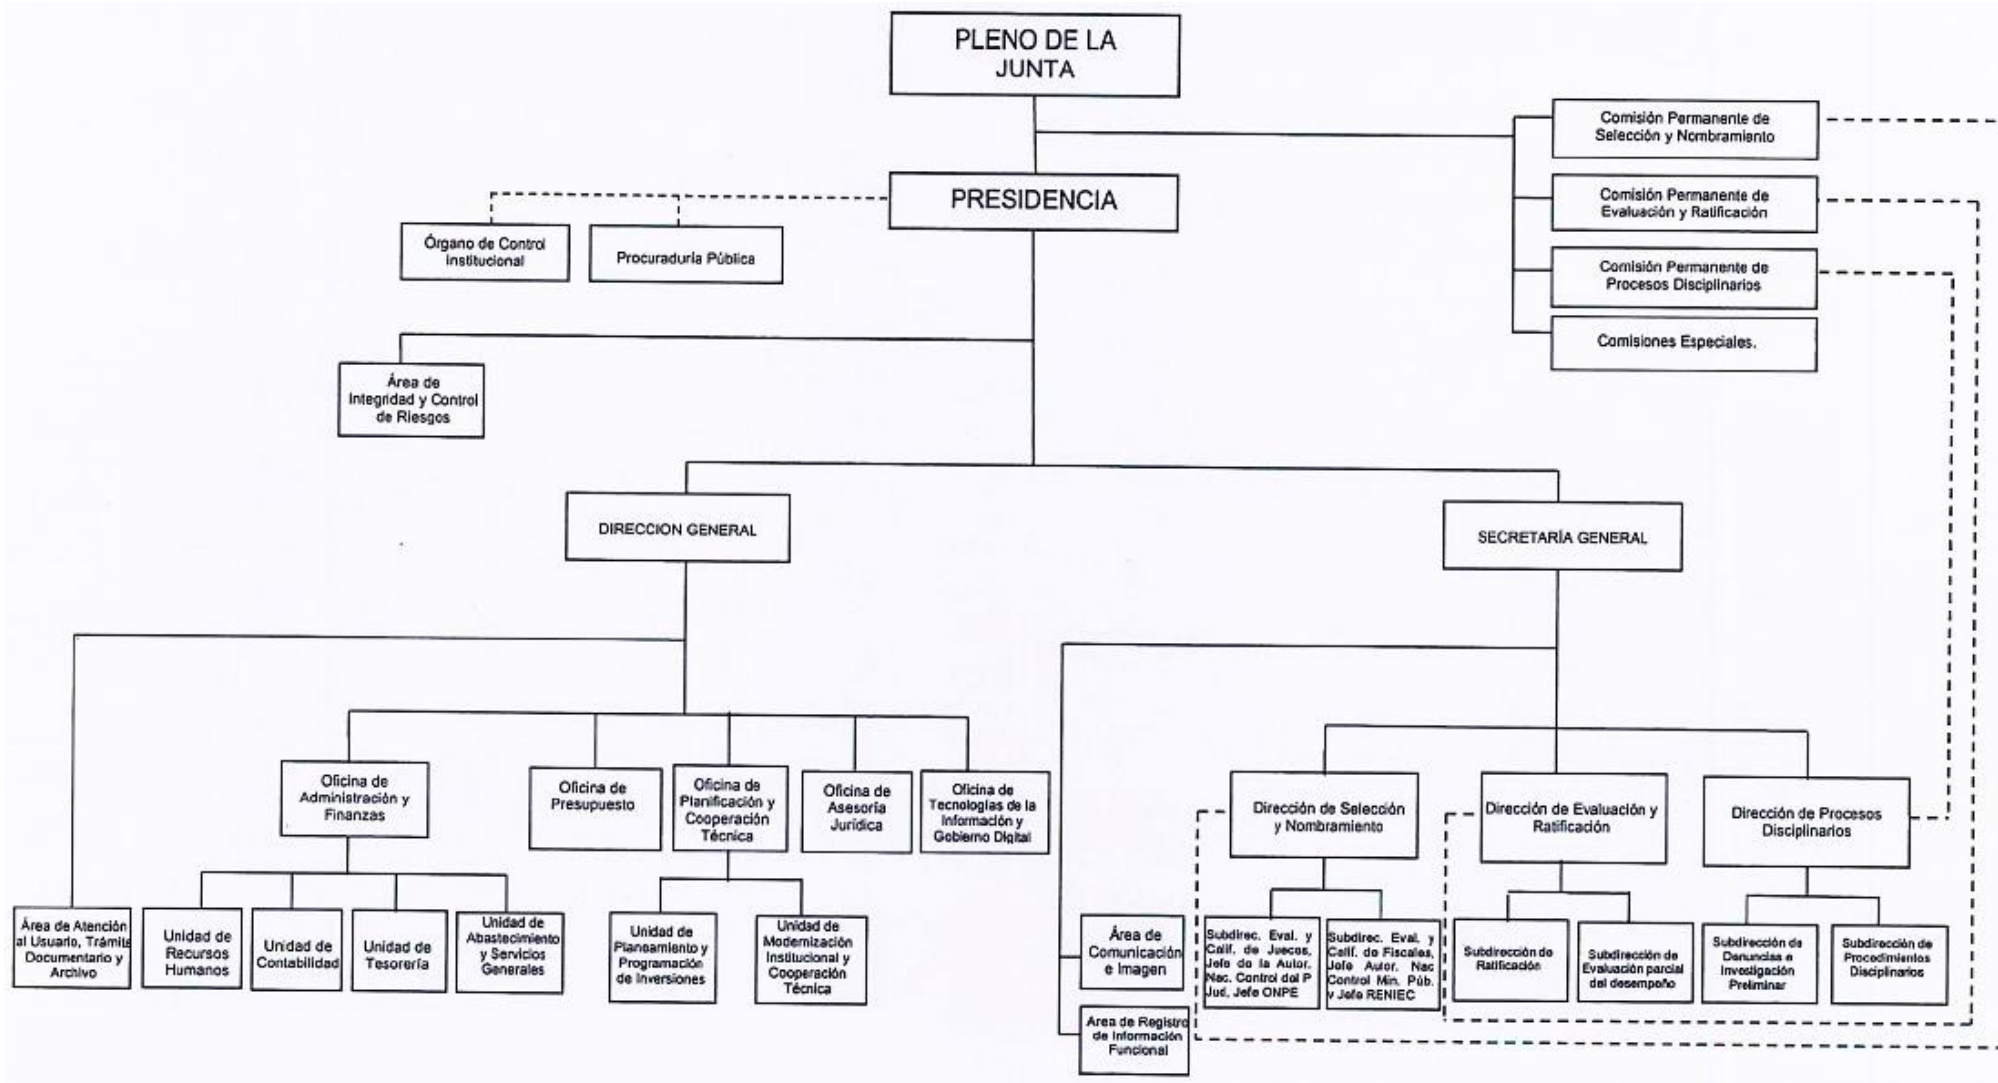 PLENO DE LA
JUNTA
Comisión Permanente de
Selección y Nombramiento
PRESIDENCIA
Comisión Permanente de
Evaluación y Ratificación
Órgano de Control
Institucional
Procuraduría Pública
Comisión Permanente de
Procesos Disciplinarios
Comisiones Especiales.
Área de
Integridad y Control
de Riesgos
DIRECCION GENERAL
SECRETARÍA GENERAL
Oficina de
Administración y
Finanzas
Oficina de
Presupuesto
Oficina de
Planificación y
Cooperación
Técnica
Oficina de
Asesoría
Jurídica
Oficina de
Tecnologías de la
Información y
Gobierno Digital
Dirección de Selección
y Nombramiento
Dirección de Evaluación y
Ratificación
Dirección de Procesos
Disciplinarios
Área de Atención
al Usuario, Trámite
Documentario y
Archivo
Unidad de
Recursos
Humanos
Unidad de
Contabilidad
Unidad de
Tesorería
Unidad de
Abastecimiento
y Servicios
Generales
Unidad de
Planeamiento y
Programación
de Inversiones
Unidad de
Modernización
Institucional y
Cooperación
Técnica
Área de
Comunicación
e Imagen
Subdirec. Eval. y
Calif. de Jueces,
Jefe de la Autor.
Nac. Control del P
Jud, Jefe ONPE
Subdirec. Eval. y
Calif. de Fiscales,
Jefe Autor. Nac
Control Min. Púb.
y Jefe RENIEC
Subdirección de
Ratificación
Subdirección de
Evaluación parcial
del desempeño
Subdirección de
Denuncias e
Investigación
Preliminar
Subdirección de
Procedimientos
Disciplinarios
Área de Registro
de Información
Funcional